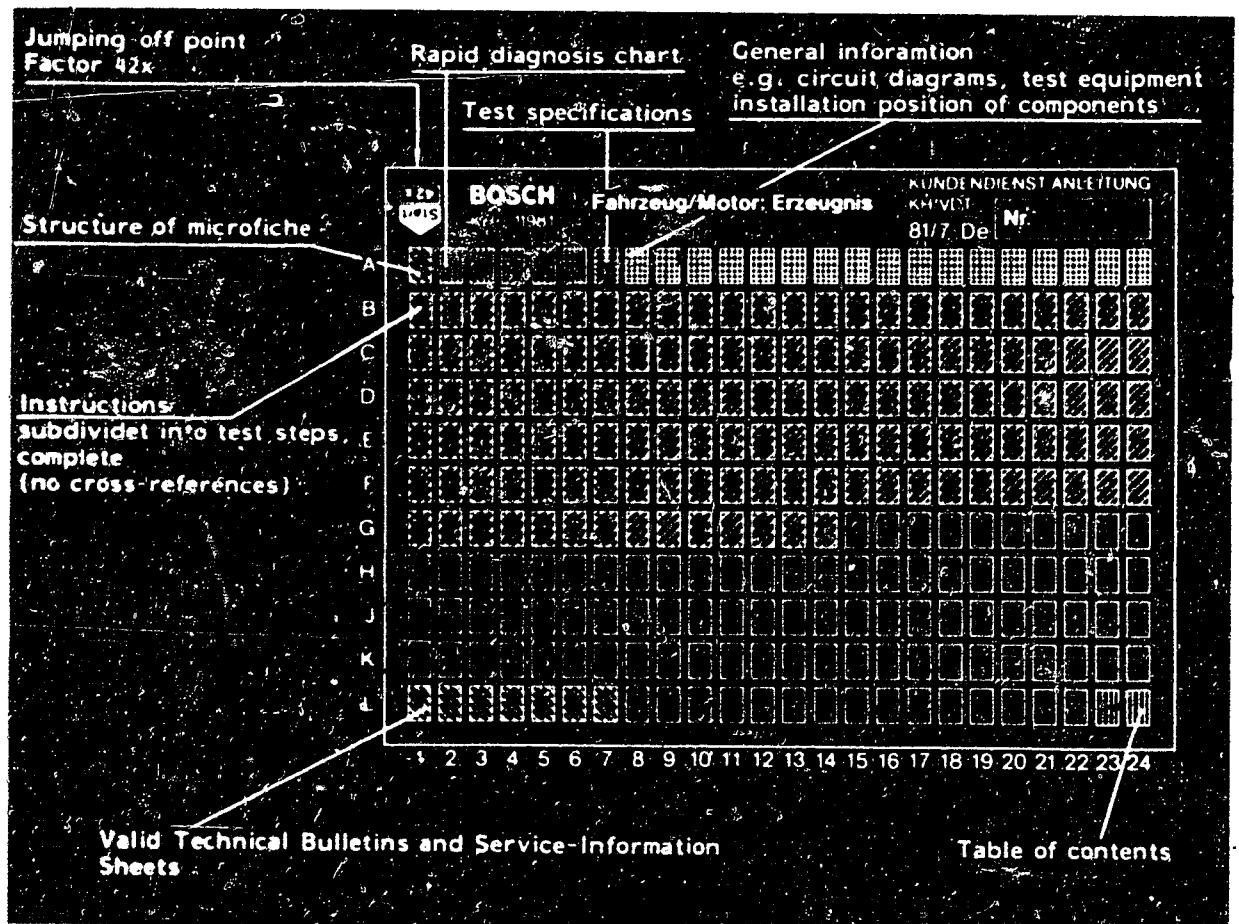 Jumping off point
Factor 42x
Rapid diagnosis chart
Test specifications
General inforamtion
e.g. circuit diagrams, test equipment
installation position of components
Structure of microfiche
Start
42x
BOSCH
Fahrzeug/Motor: Erzeugnis
KUNDENDIENST ANLEITUNG
KH/VDT
81/7 De
Nr.
A
B
C
D
E
F
G
H
J
K
L
Instructions
subdividet into test steps,
complete
(no cross-references)
1 2 3 4 5 6 7 8 9 10 11 12 13 14 15 16 17 18 19 20 21 22 23 24
Valid Technical Bulletins and Service-Information
Sheets
Table of contents